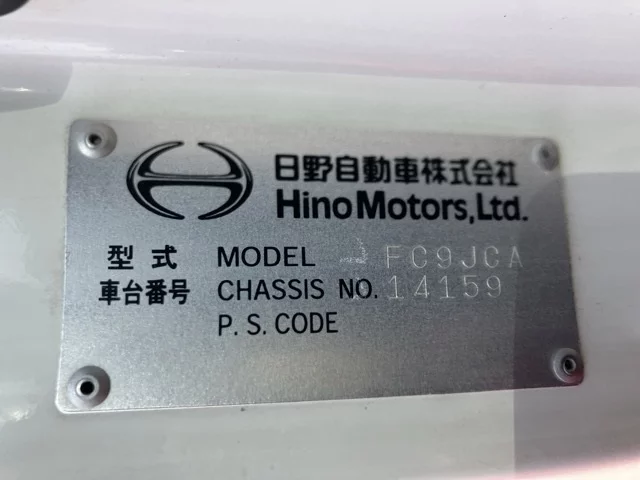 日野自動車株式会社
Hino Motors, Ltd.
型式 MODEL FC9JCA
車台番号 CHASSIS NO. 14159
P.S.CODE